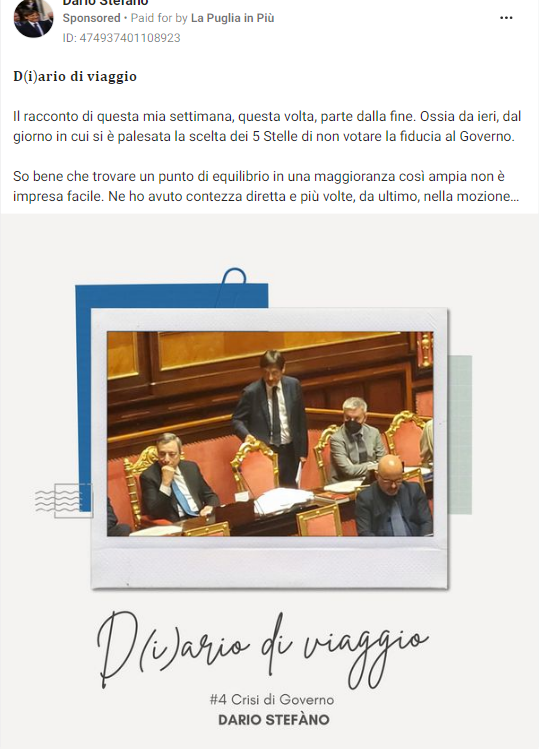 Dario Stefàno
Sponsored • Paid for by La Puglia in Più
ID: 474937401108923
D(i)ario di viaggio
Il racconto di questa mia settimana, questa volta, parte dalla fine. Ossia da ieri, dal
giorno in cui si è palesata la scelta dei 5 Stelle di non votare la fiducia al Governo.
So bene che trovare un punto di equilibrio in una maggioranza così ampia non è
impresa facile. Ne ho avuto contezza diretta e più volte, da ultimo, nella mozione...
D(i)ario di viaggio
#4 Crisi di Governo
DARIO STEFÀNO